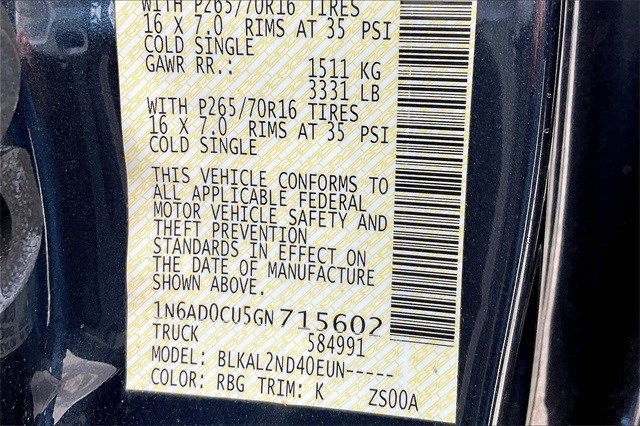 WITH P265/70R16 TIRES
16 X 7.0 RIMS AT 35 PSI
COLD SINGLE
GAWR RR.: 1511 KG
3331 LB
WITH P265/70R16 TIRES
16 X 7.0 RIMS AT 35 PSI
COLD SINGLE
THIS VEHICLE CONFORMS TO
ALL APPLICABLE FEDERAL
MOTOR VEHICLE SAFETY AND
THEFT PREVENTION
STANDARDS IN EFFECT ON
THE DATE OF MANUFACTURE
SHOWN ABOVE.
1N6AD0CU5GN715602
TRUCK 584991
MODEL: BLKAL2ND40EUN-----
COLOR: RBG TRIM: K ZS00A